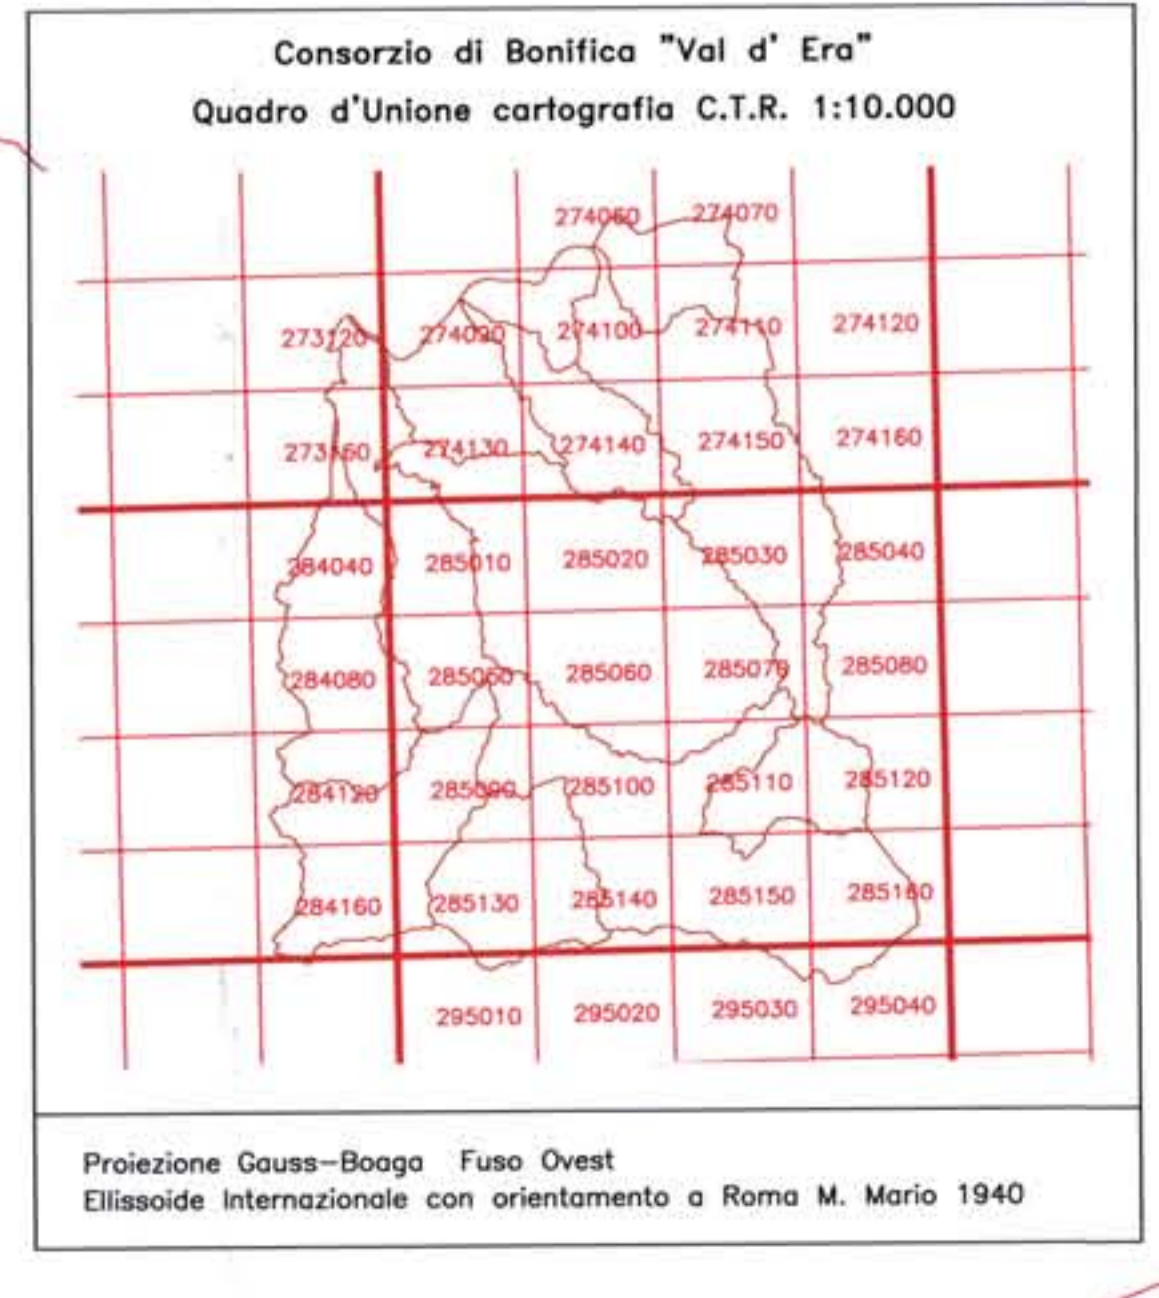 Consorzio di Bonifica "Val d' Era"
Quadro d'Unione cartografia C.T.R. 1:10.000
274060 274070
273120 274090 274100 274110 274120
273160 274130 274140 274150 274160
284040 285010 285020 285030 285040
284080 285050 285060 285070 285080
284120 285090 285100 285110 285120
284160 285130 285140 285150 285160
295010 295020 295030 295040
Proiezione Gauss-Boaga Fuso Ovest
Ellissoide Internazionale con orientamento a Roma M. Mario 1940